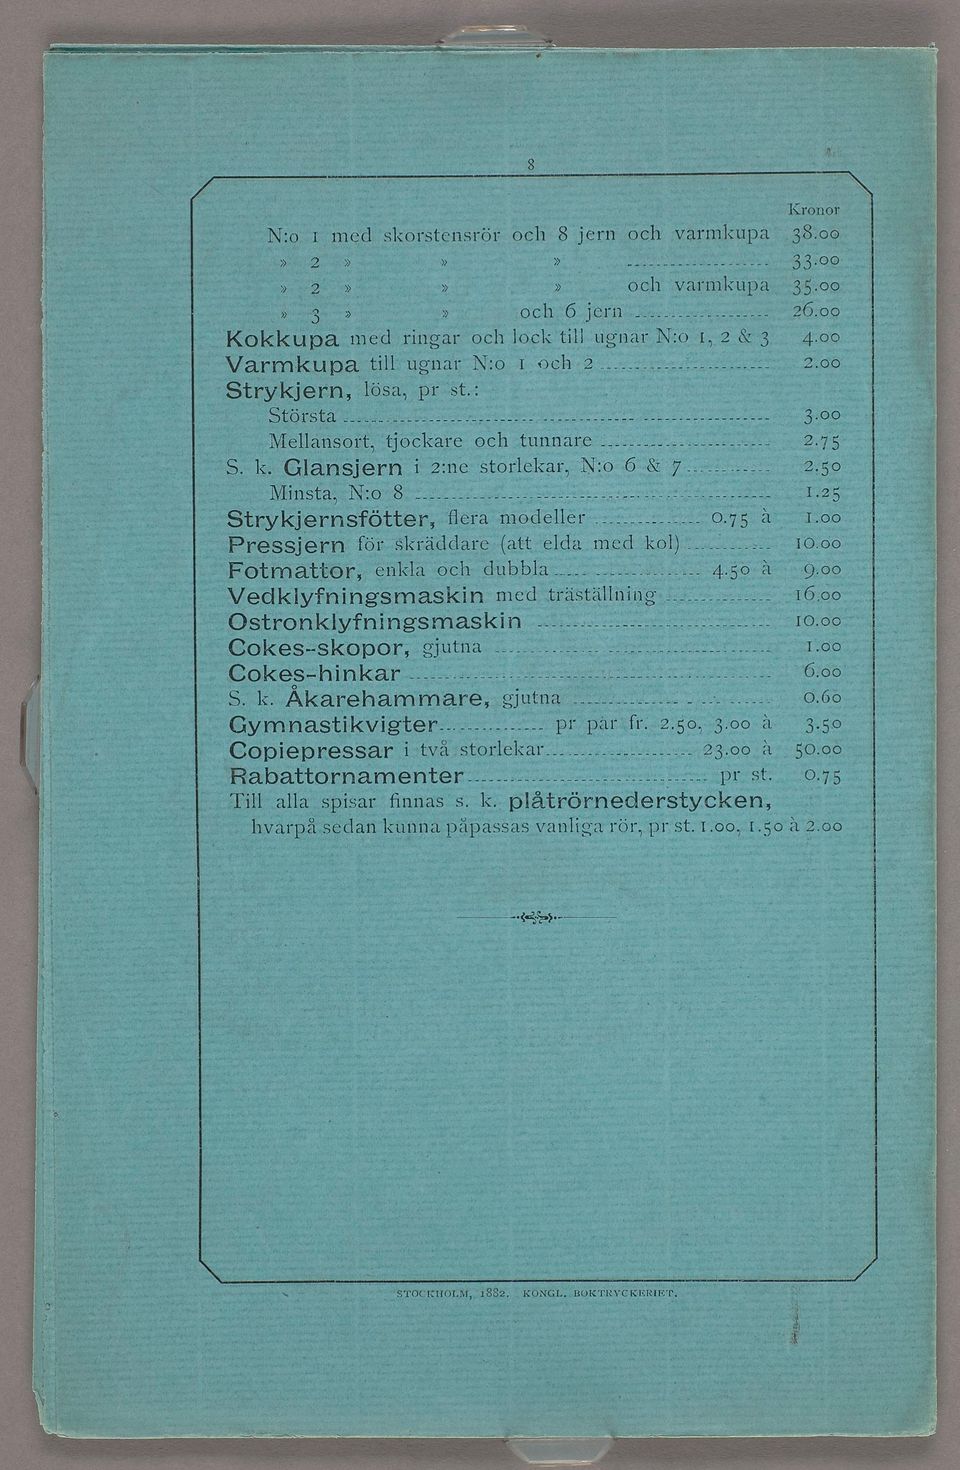 8
Kronor
N:o 1 med skorstensrör och 8 jern och varmkupa 38.00
» 2 » » » 33.00
» 2 » » » och varmkupa 35.00
» 3 » » och 6 jern 26.00
Kokkupa med ringar och lock till ugnar N:o 1, 2 & 3 4.00
Varmkupa till ugnar N:o 1 och 2 2.00
Strykjern, lösa, pr st.:
Största 3.00
Mellansort, tjockare och tunnare 2.75
S. k. Glansjern i 2:ne storlekar, N:o 6 & 7 2.50
Minsta, N:o 8 1.25
Strykjernsfötter, flera modeller 0.75 à 1.00
Pressjern för skräddare (att elda med kol) 10.00
Fotmattor, enkla och dubbla 4.50 à 9.00
Vedklyfningsmaskin med träställning 16.00
Ostronklyfningsmaskin 10.00
Cokes-skopor, gjutna 1.00
Cokes-hinkar 6.00
S. k. Åkarehammare, gjutna 0.60
Gymnastikvigter pr par fr. 2.50, 3.00 à 3.50
Copiepressar i två storlekar 23.00 à 50.00
Rabattornamenter pr st. 0.75
Till alla spisar finnas s. k. plåtrörnederstycken,
hvarpå sedan kunna påpassas vanliga rör, pr st. 1.00, 1.50 à 2.00
STOCKHOLM, 1882. KONGL. BOKTRYCKERIET.